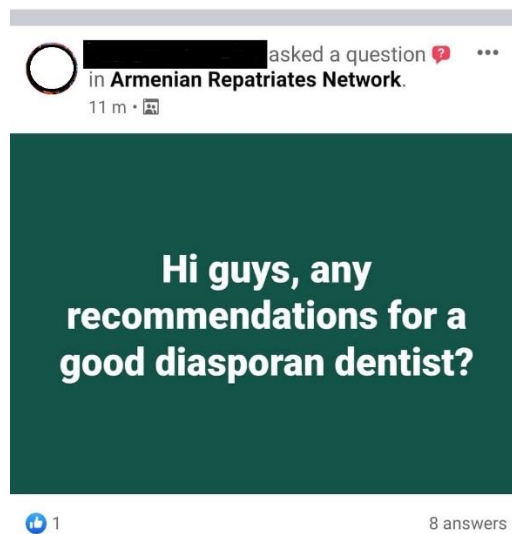 asked a question
in Armenian Repatriates Network.
11 m •
Hi guys, any
recommendations for a
good diasporan dentist?
1
8 answers